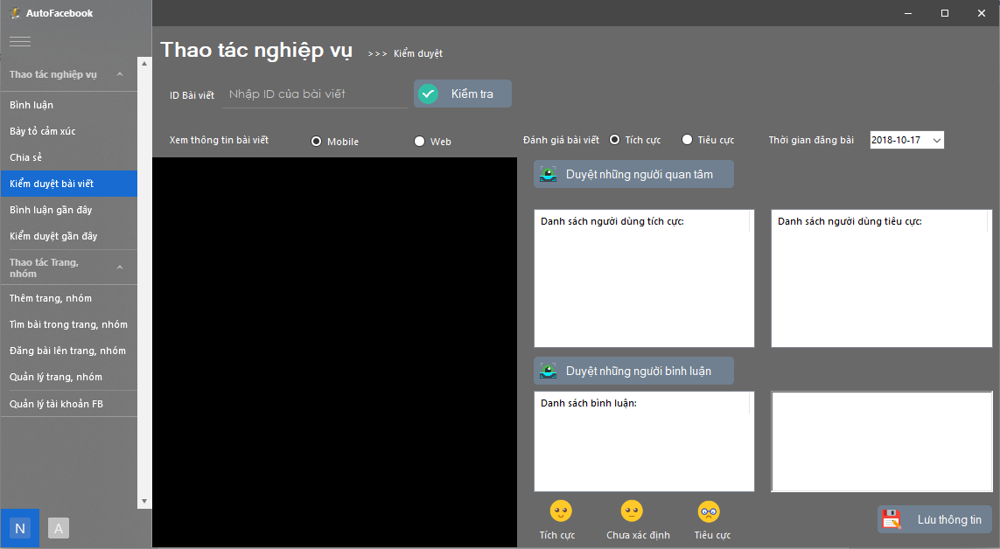 AutoFacebook
Thao tác nghiệp vụ
Bình luận
Bày tỏ cảm xúc
Chia sẻ
Kiểm duyệt bài viết
Bình luận gần đây
Kiểm duyệt gần đây
Thao tác Trang,
nhóm
Thêm trang, nhóm
Tìm bài trong trang, nhóm
Đăng bài lên trang, nhóm
Quản lý trang, nhóm
Quản lý tài khoản FB
N
A
Thao tác nghiệp vụ >>> Kiểm duyệt
ID Bài viết Nhập ID của bài viết Kiểm tra
Xem thông tin bài viết Mobile Web
Đánh giá bài viết Tích cực Tiêu cực Thời gian đăng bài 2018-10-17
Duyệt những người quan tâm
Danh sách người dùng tích cực:
Danh sách người dùng tiêu cực:
Duyệt những người bình luận
Danh sách bình luận:
Tích cực Chưa xác định Tiêu cực
Lưu thông tin